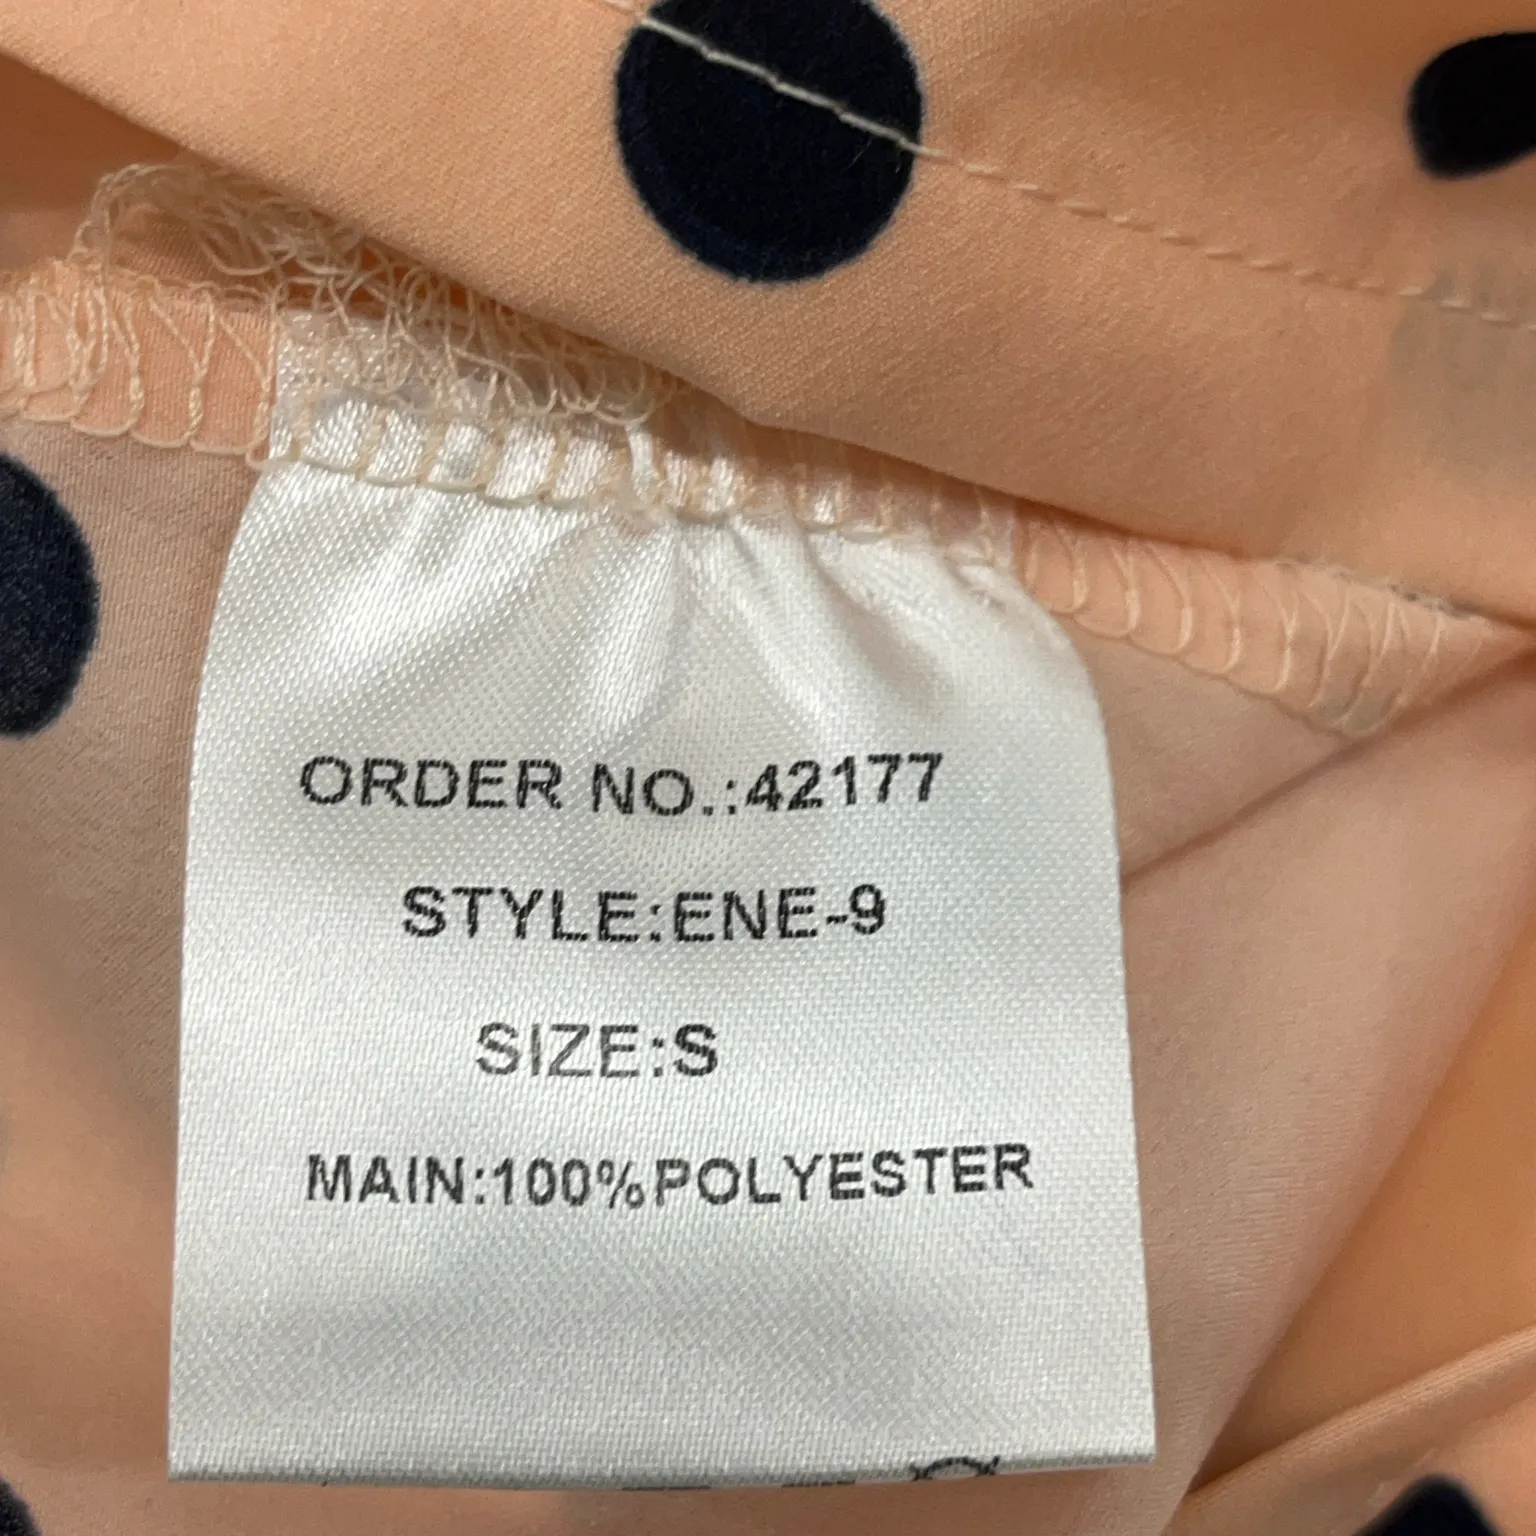 ORDER NO.:42177
STYLE:ENE-9
SIZE:S
MAIN:100%POLYESTER